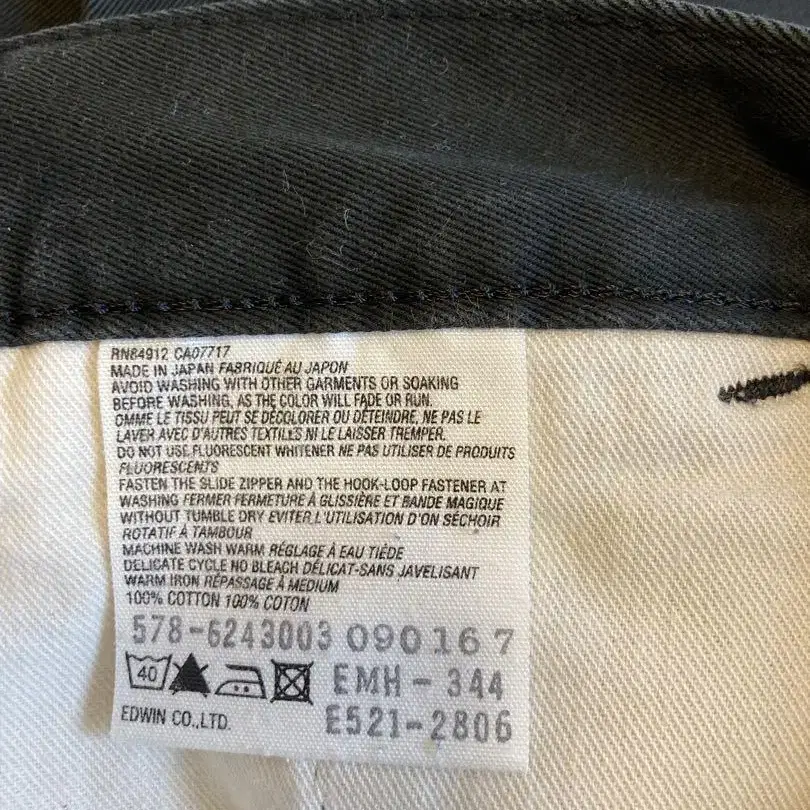 RN84912 CA07717
MADE IN JAPAN FABRIQUÉ AU JAPON
AVOID WASHING WITH OTHER GARMENTS OR SOAKING
BEFORE WASHING, AS THE COLOR WILL FADE OR RUN.
OMME LE TISSU PEUT SE DÉCOLORER OU DÉTEINDRE, NE PAS LE
LAVER AVEC D'AUTRES TEXTILES NI LE LAISSER TREMPER.
DO NOT USE FLUORESCENT WHITENER NE PAS UTILISER DE PRODUITS
FLUORESCENTS
FASTEN THE SLIDE ZIPPER AND THE HOOK-LOOP FASTENER AT
WASHING FERMER FERMETURE À GLISSIÈRE ET BANDE MAGIQUE
WITHOUT TUMBLE DRY EVITER L'UTILISATION D'ON SÉCHOIR
ROTATIF À TAMBOUR
MACHINE WASH WARM RÉGLAGE À EAU TIÈDE
DELICATE CYCLE NO BLEACH DÉLICAT-SANS JAVELISANT
WARM IRON RÉPASSAGE À MEDIUM
100% COTTON 100% COTON
578-6243003 090167
40 EMH-344
EDWIN CO.,LTD. E521-2806